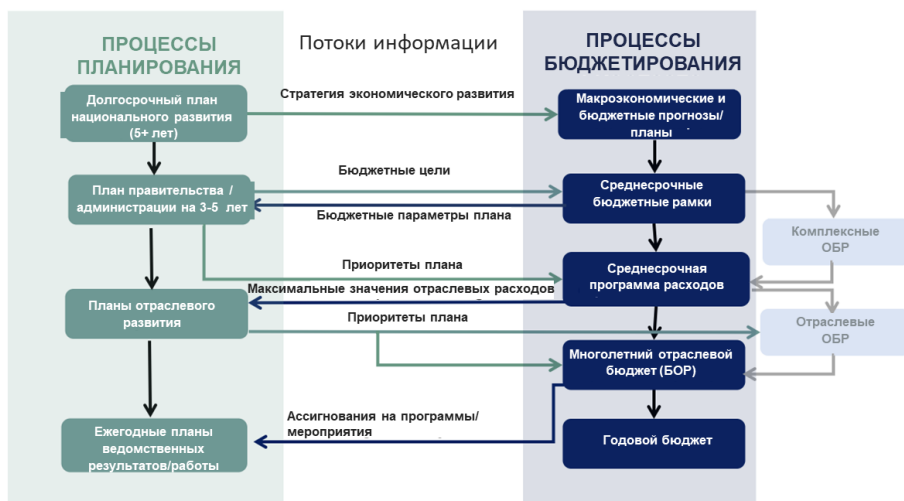 ПРОЦЕССЫ
ПЛАНИРОВАНИЯ
Потоки информации
ПРОЦЕССЫ
БЮДЖЕТИРОВАНИЯ
Долгосрочный план
национального развития
(5+ лет)
Стратегия экономического развития
Макроэкономические и
бюджетные прогнозы/
планы
План правительства /
администрации на 3-5 лет
Бюджетные цели
Бюджетные параметры плана
Среднесрочные
бюджетные рамки
Комплексные
ОБР
Приоритеты плана
Среднесрочная
программа расходов
Максимальные значения отраслевых расходов
Планы отраслевого
развития
Приоритеты плана
Отраслевые
ОБР
Многолетний отраслевой
бюджет (БОР)
Ассигнования на программы/
мероприятия
Ежегодные планы
ведомственных
результатов/работы
Годовой бюджет